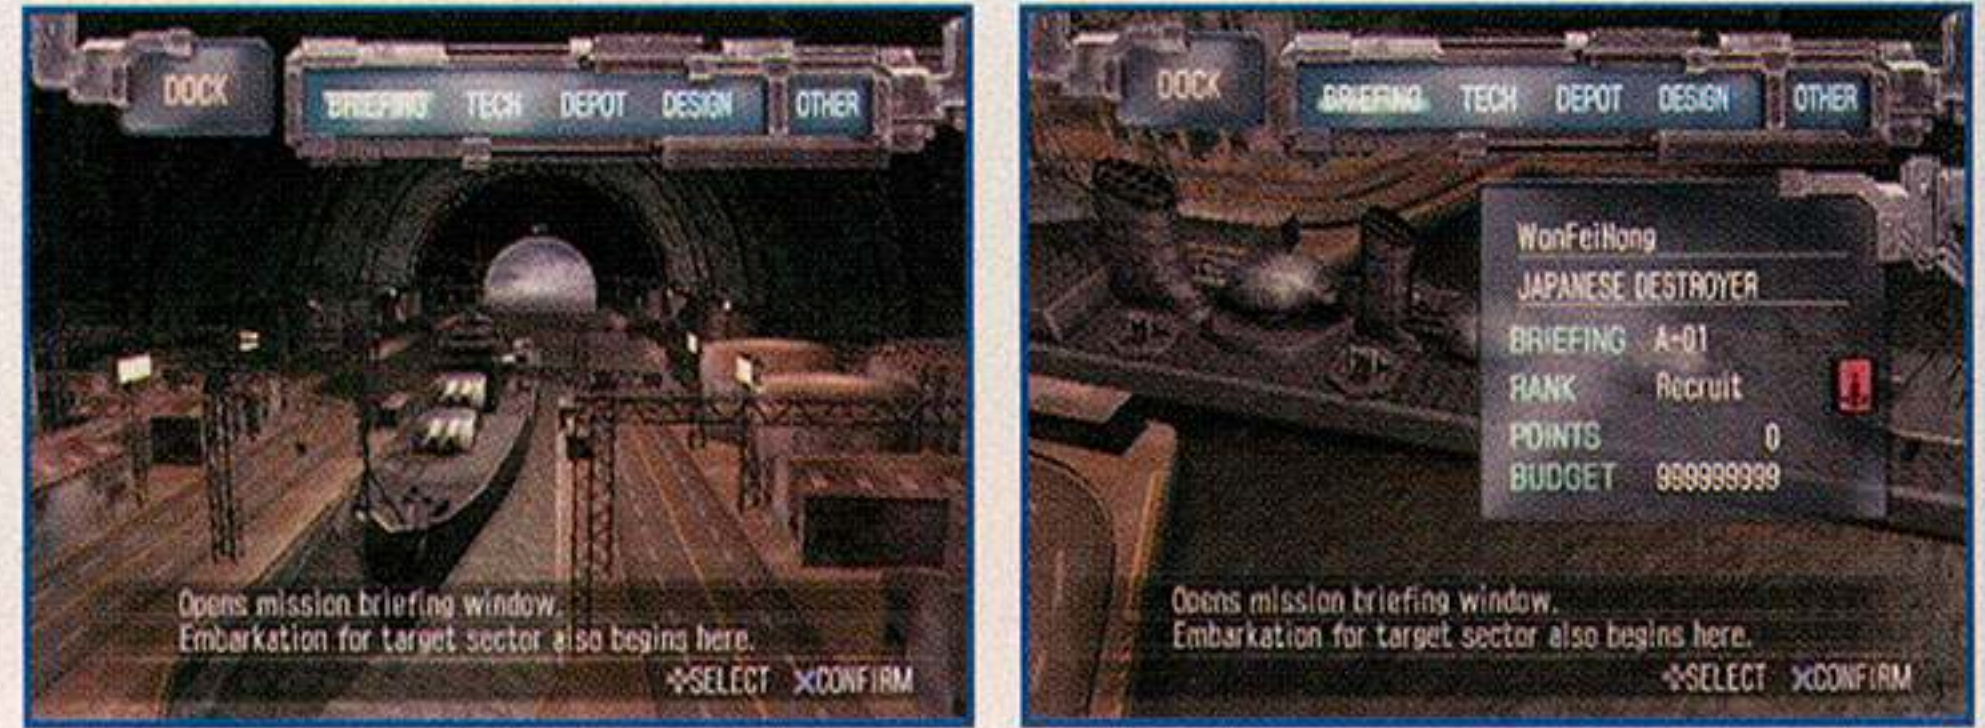 DOCK
BRIEFING TECH DEPOT DESIGN OTHER
Opens mission briefing window.
Embarkation for target sector also begins here.
SELECT XCONFIRM
DOCK
BRIEFING TECH DEPOT DESIGN OTHER
WonFeiHong
JAPANESE DESTROYER
BRIEFING A-01
RANK Recruit
POINTS 0
BUDGET 999999999
Opens mission briefing window.
Embarkation for target sector also begins here.
SELECT XCONFIRM